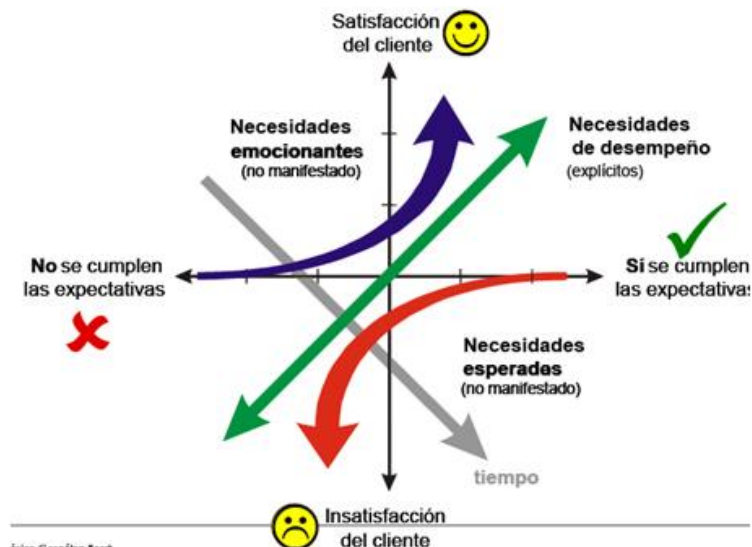 Satisfacción
del cliente
Necesidades
emocionantes
(no manifestado)
Necesidades
de desempeño
(explícitos)
No se cumplen
las expectativas
Sí se cumplen
las expectativas
Necesidades
esperadas
(no manifestado)
tiempo
Insatisfacción
del cliente